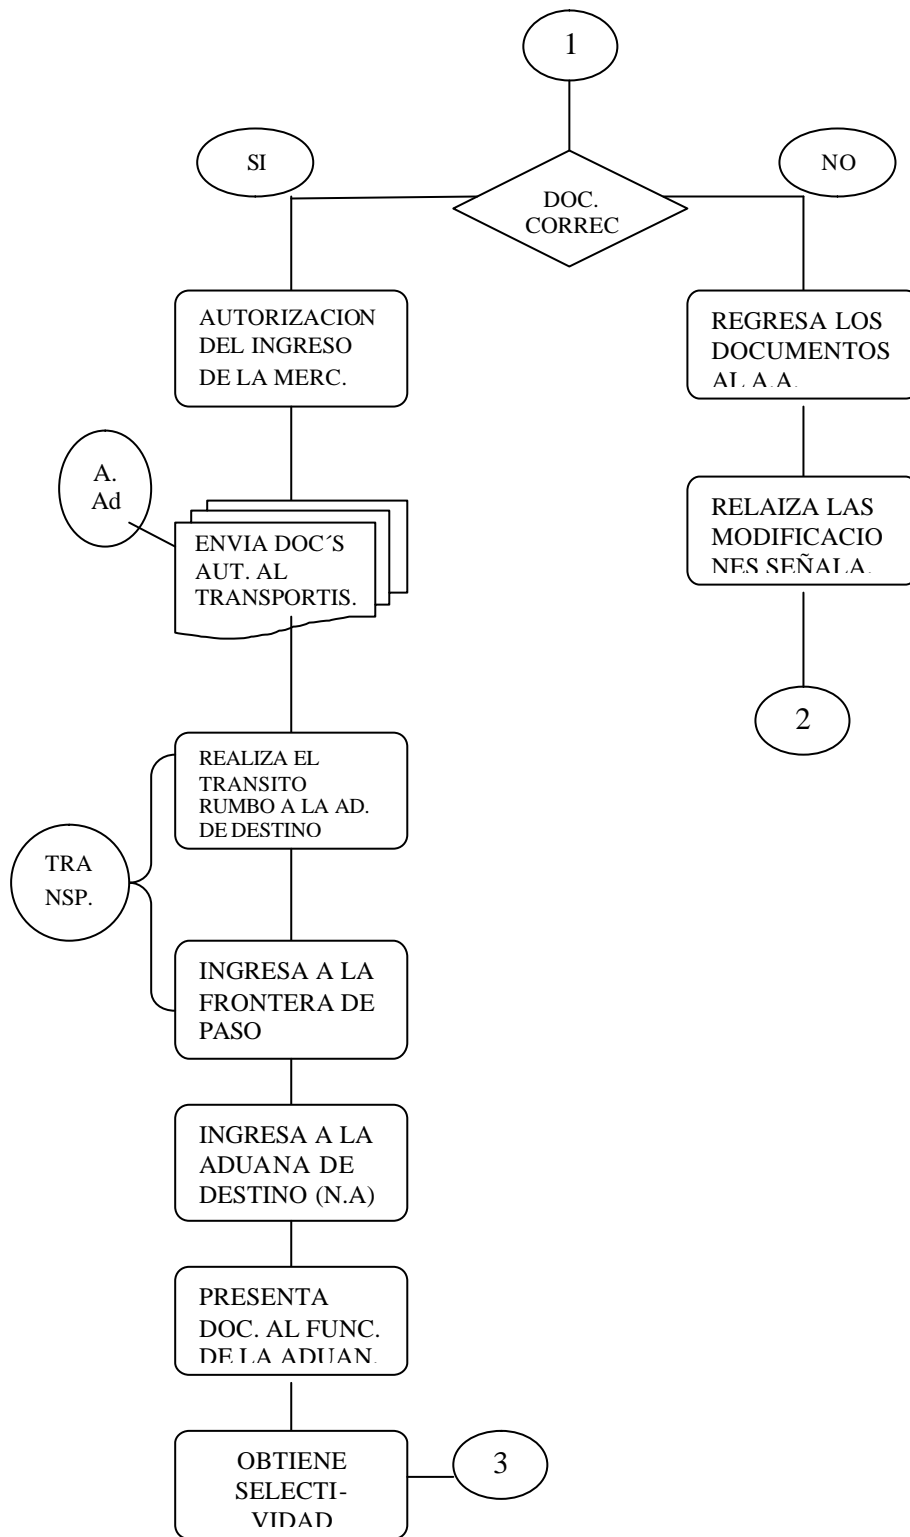 1
SI
NO
DOC.
CORREC
AUTORIZACION
DEL INGRESO
DE LA MERC.
REGRESA LOS
DOCUMENTOS
AL A.A.
A.
Ad
ENVIA DOC´S
AUT. AL
TRANSPORTIS.
RELAIZA LAS
MODIFICACIO
NES SEÑALA.
2
REALIZA EL
TRANSITO
RUMBO A LA AD.
DE DESTINO
TRA
NSP.
INGRESA A LA
FRONTERA DE
PASO
INGRESA A LA
ADUANA DE
DESTINO (N.A)
PRESENTA
DOC. AL FUNC.
DE LA ADUAN.
OBTIENE
SELECTI-
VIDAD
3